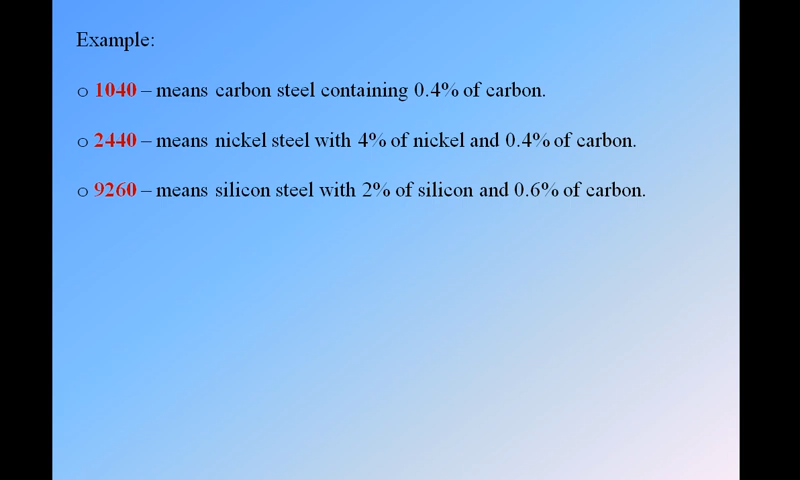 Example:
o 1040 – means carbon steel containing 0.4% of carbon.
o 2440 – means nickel steel with 4% of nickel and 0.4% of carbon.
o 9260 – means silicon steel with 2% of silicon and 0.6% of carbon.